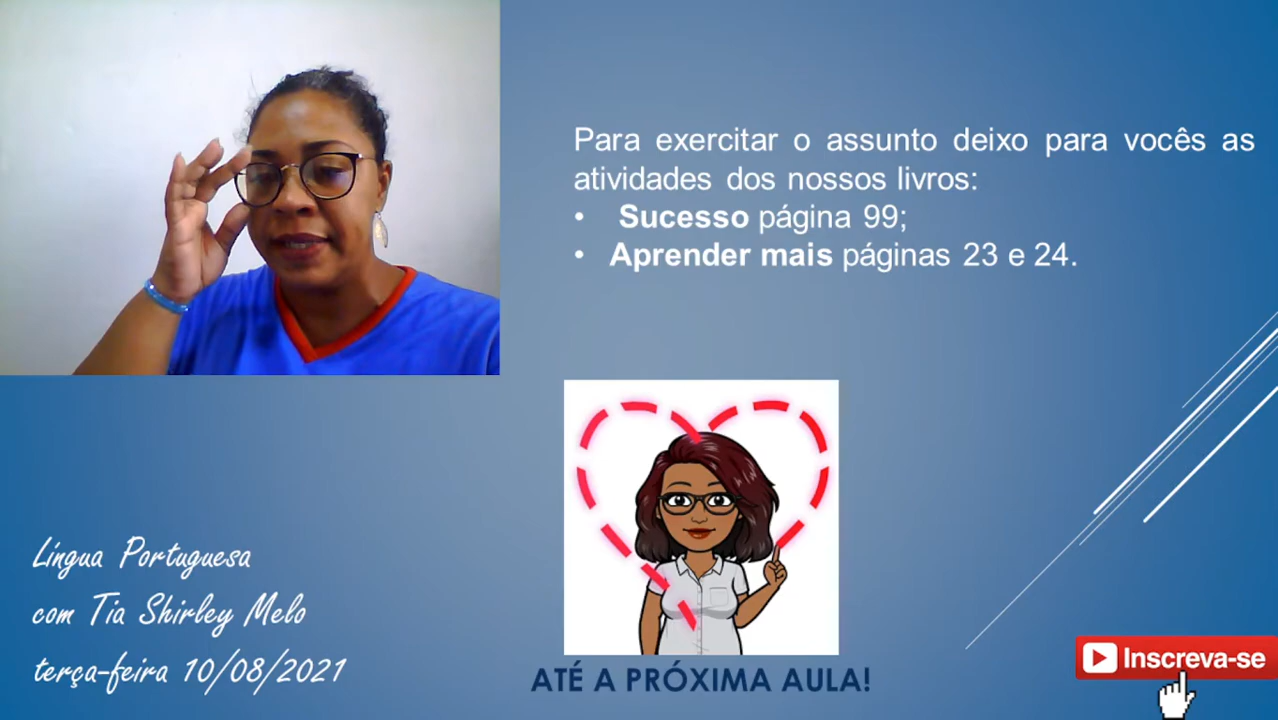 Para exercitar o assunto deixo para vocês as
atividades dos nossos livros:
• Sucesso página 99;
• Aprender mais páginas 23 e 24.
Língua Portuguesa
com Tia Shirley Melo
terça-feira 10/08/2021
ATÉ A PRÓXIMA AULA!
Inscreva-se